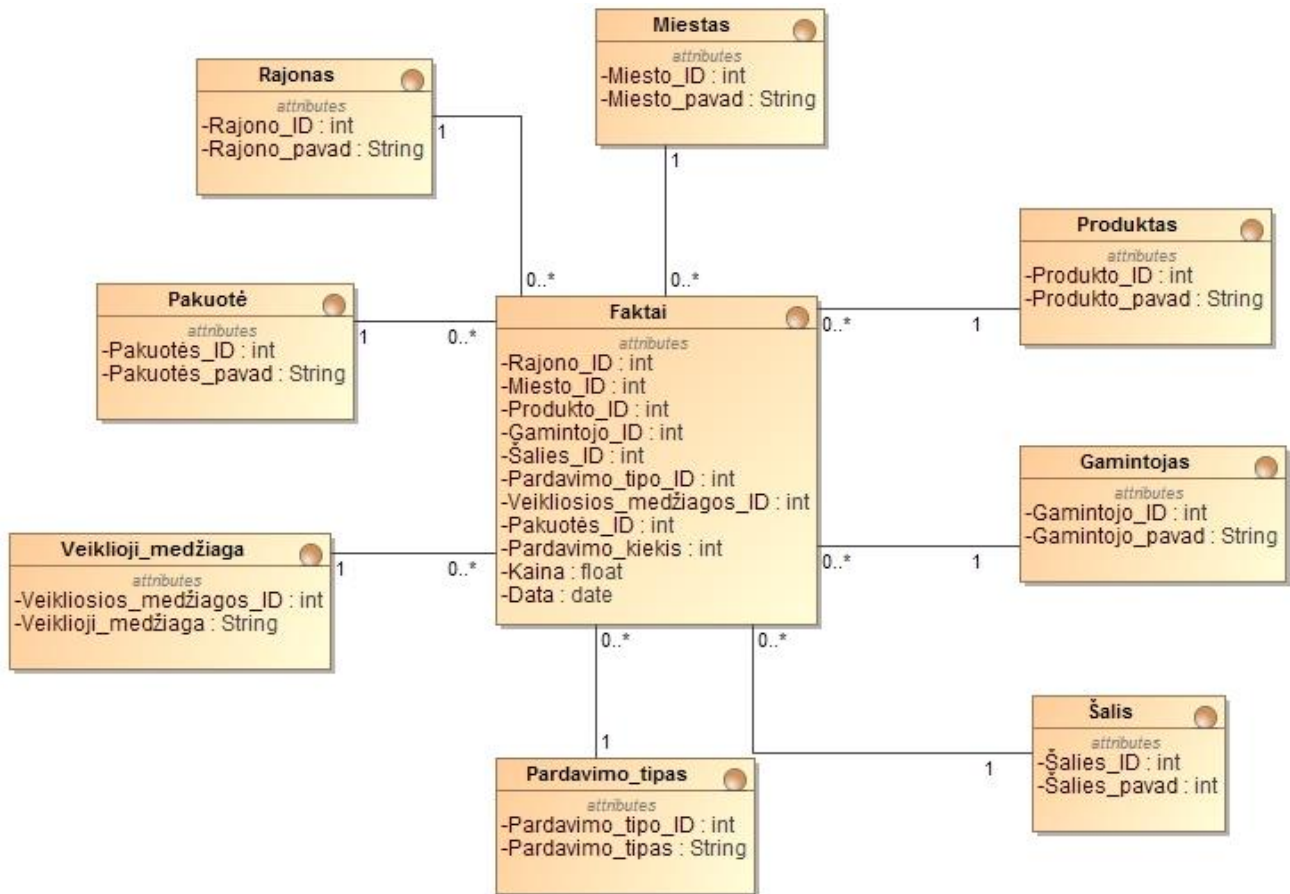 Miestas
attributes
-Miesto_ID : int
-Miesto_pavad : String
Rajonas
attributes
-Rajono_ID : int
-Rajono_pavad : String
1
1
Produktas
attributes
-Produkto_ID : int
-Produkto_pavad : String
0..*
0..*
Pakuotė
attributes
-Pakuotės_ID : int
-Pakuotės_pavad : String
1
0..*
Faktai
attributes
-Rajono_ID : int
-Miesto_ID : int
-Produkto_ID : int
-Gamintojo_ID : int
-Šalies_ID : int
-Pardavimo_tipo_ID : int
-Veikliosios_medžiagos_ID : int
-Pakuotės_ID : int
-Pardavimo_kiekis : int
-Kaina : float
-Data : date
0..*
1
Gamintojas
attributes
-Gamintojo_ID : int
-Gamintojo_pavad : String
0..*
1
Veiklioji_medžiaga
attributes
-Veikliosios_medžiagos_ID : int
-Veiklioji_medžiaga : String
1
0..*
0..*
0..*
1
1
Pardavimo_tipas
attributes
-Pardavimo_tipo_ID : int
-Pardavimo_tipas : String
Šalis
attributes
-Šalies_ID : int
-Šalies_pavad : int